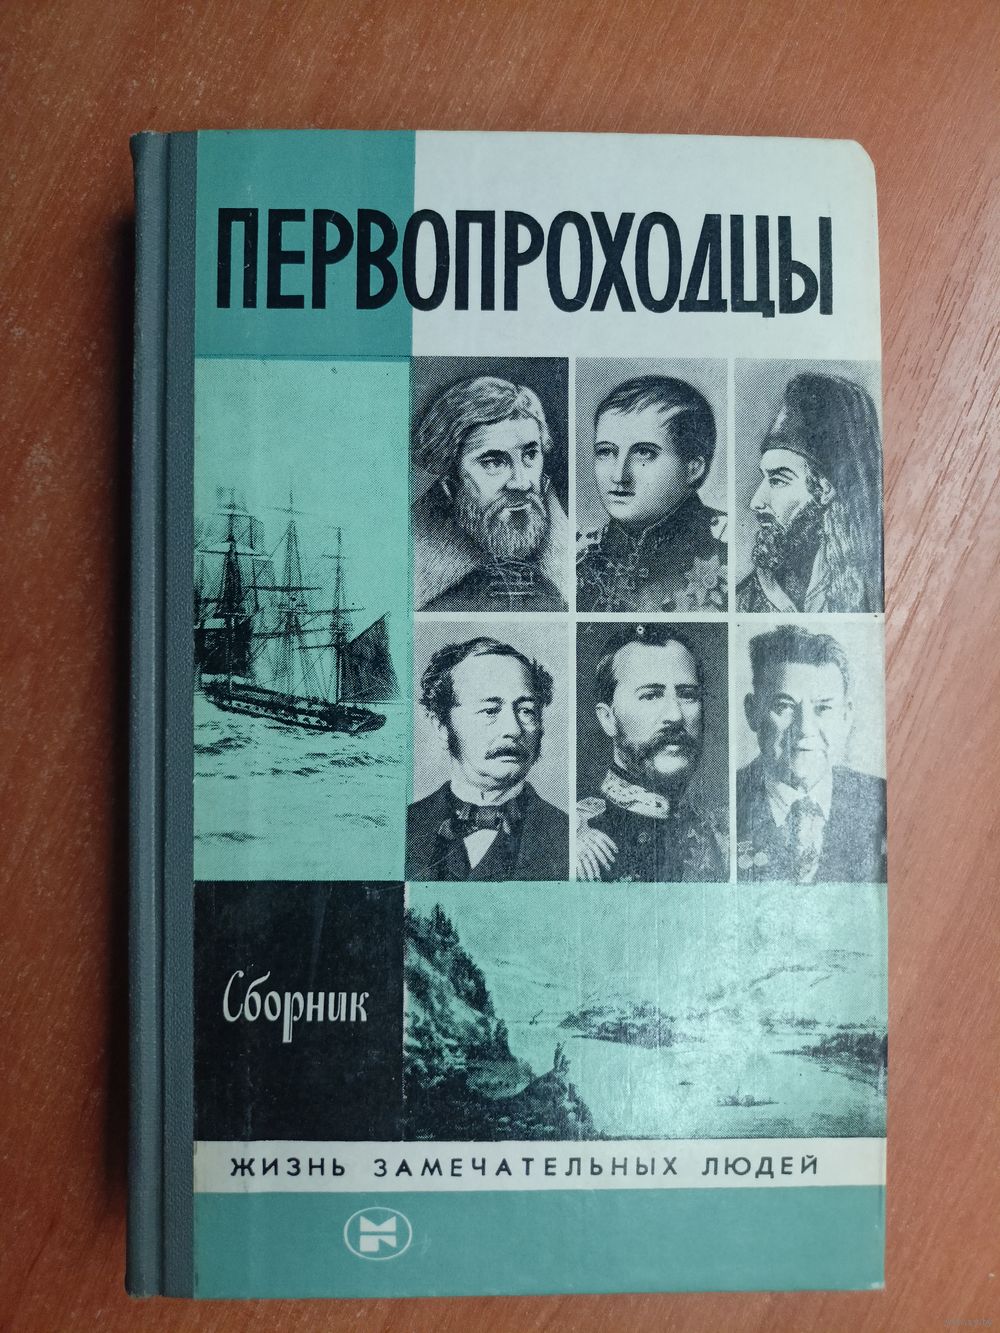 ПЕРВОПРОХОДЦЫ
Сборник
ЖИЗНЬ ЗАМЕЧАТЕЛЬНЫХ ЛЮДЕЙ